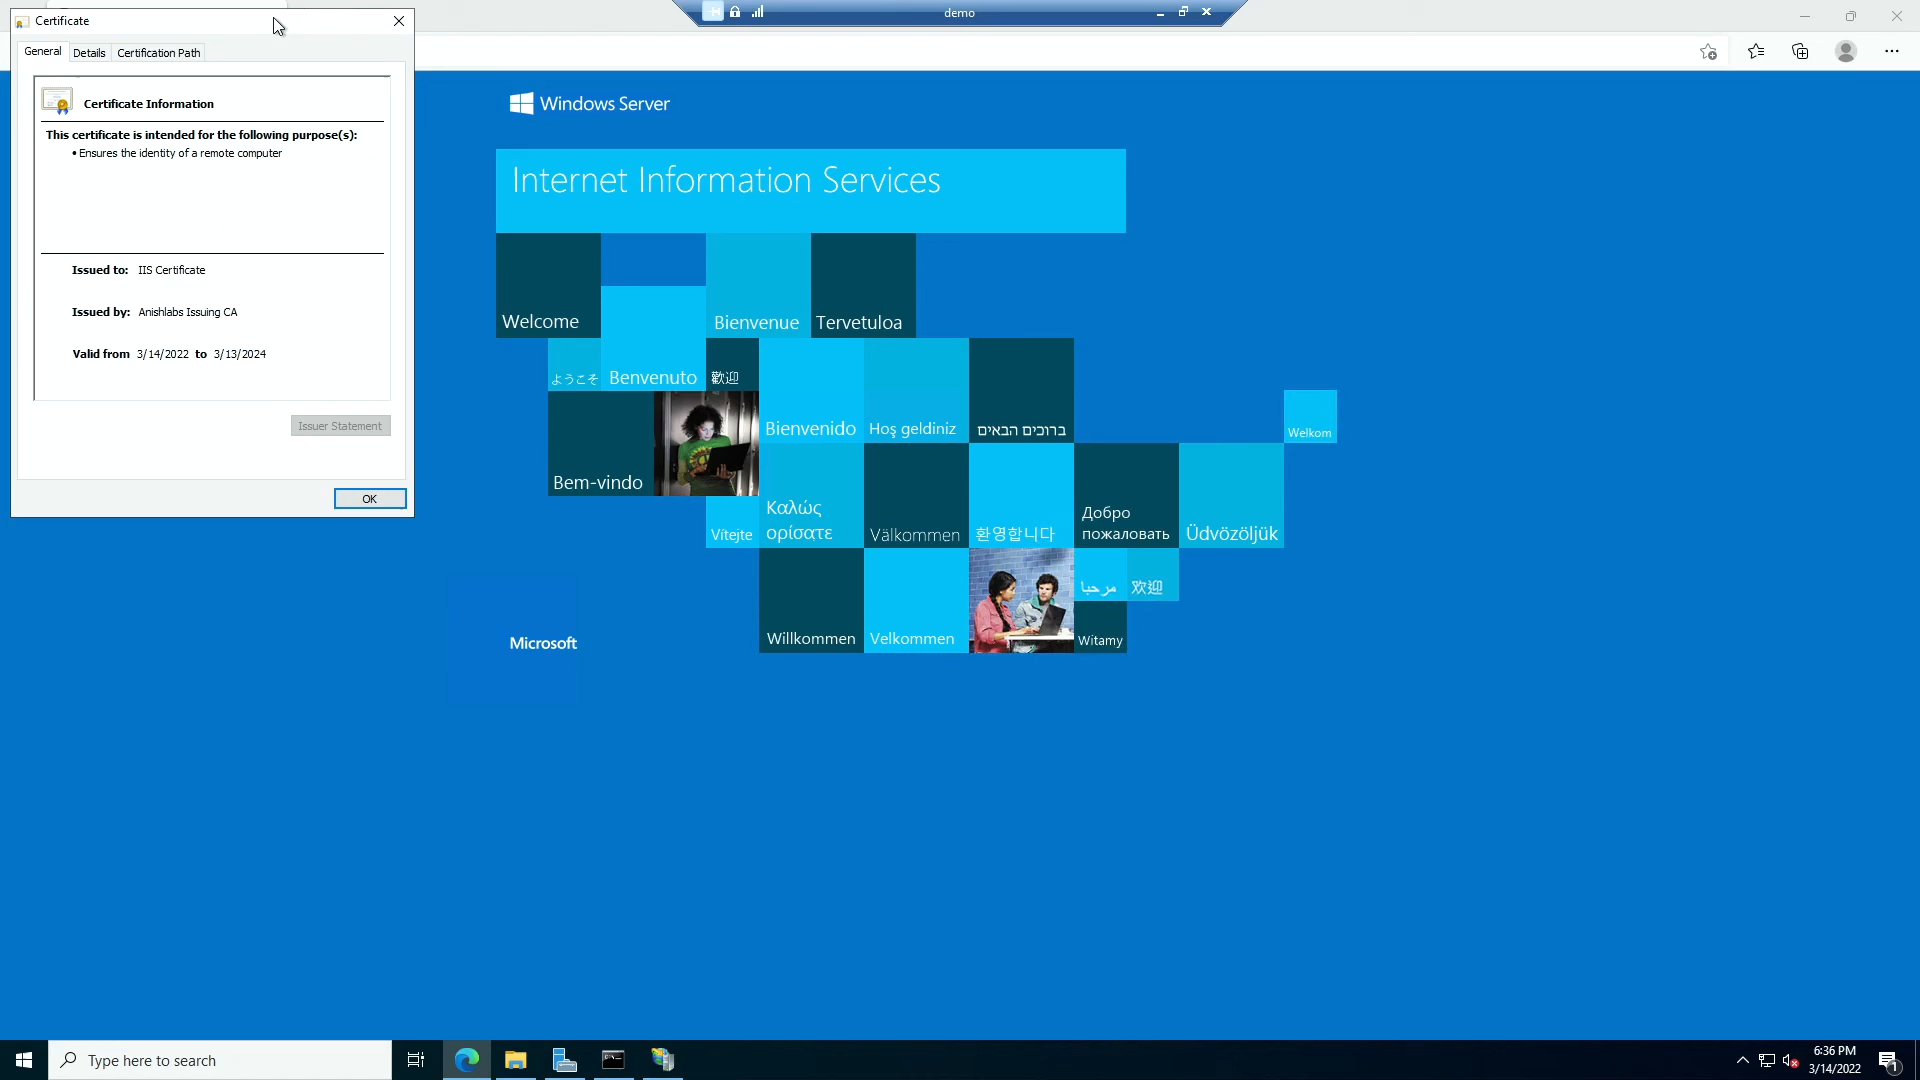 Certificate
demo
General
Details
Certification Path
Certificate Information
This certificate is intended for the following purpose(s):
• Ensures the identity of a remote computer
Issued to: IIS Certificate
Issued by: Anishlabs Issuing CA
Valid from 3/14/2022 to 3/13/2024
Issuer Statement
OK
Windows Server
Internet Information Services
Welcome
Bienvenue
Tervetuloa
ようこそ
Benvenuto
歡迎
Bienvenido
Hoş geldiniz
ברוכים הבאים
Welkom
Bem-vindo
Vítejte
Καλώς
ορίσατε
Välkommen
환영합니다
Добро
пожаловать
Üdvözöljük
Microsoft
Willkommen
Velkommen
مرحبا
欢迎
Witamy
Type here to search
6:36 PM
3/14/2022
1